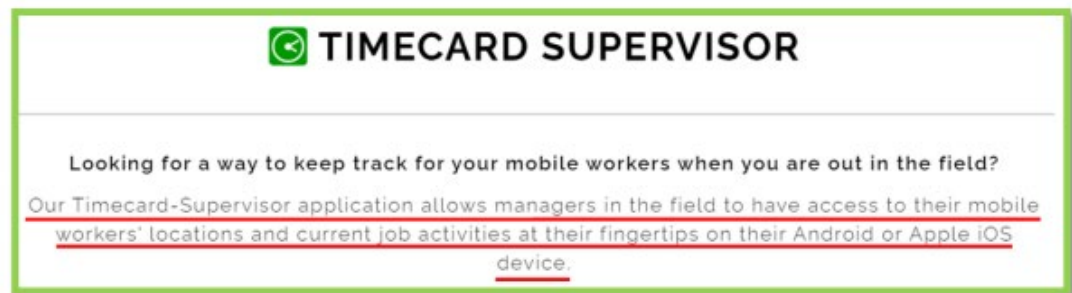 TIMECARD SUPERVISOR
Looking for a way to keep track for your mobile workers when you are out in the field?
Our Timecard-Supervisor application allows managers in the field to have access to their mobile
workers' locations and current job activities at their fingertips on their Android or Apple iOS
device.